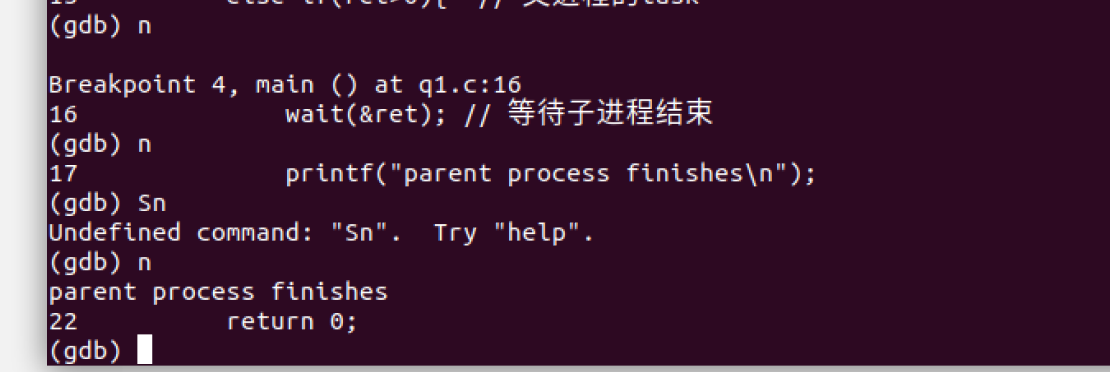 (gdb) n
Breakpoint 4, main () at q1.c:16
16              wait(&ret); // 等待子进程结束
(gdb) n
17              printf("parent process finishes\n");
(gdb) Sn
Undefined command: "Sn".  Try "help".
(gdb) n
parent process finishes
22          return 0;
(gdb)